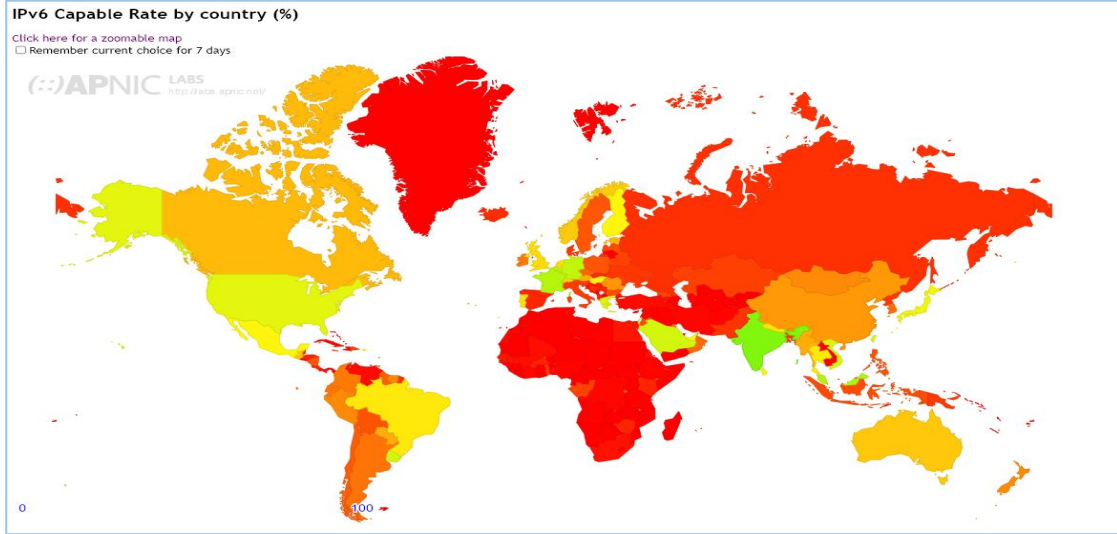 IPv6 Capable Rate by country (%)
Click here for a zoomable map
Remember current choice for 7 days
(::)APNIC LABS
http://labs.apnic.net/
0 100